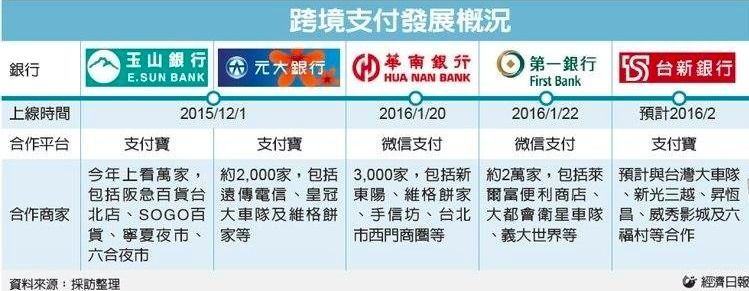 跨境支付發展概況
銀行
玉山銀行
E.SUN BANK
元大銀行
華南銀行
HUA NAN BANK
第一銀行
First Bank
台新銀行
上線時間
2015/12/1
2016/1/20
2016/1/22
預計2016/2
合作平台
支付寶
支付寶
微信支付
微信支付
支付寶
合作商家
今年上看萬家,
包括阪急百貨台
北店、SOGO百
貨、寧夏夜市、
六合夜市
約2,000家,包括
遠傳電信、皇冠
大車隊及維格餅
家等
3,000家,包括新
東陽、維格餅家
、手信坊、台北
市西門商圈等
約2萬家,包括萊
爾富便利商店、
大都會衛星車隊
、義大世界等
預計與台灣大車隊
、新光三越、昇恆
昌、威秀影城及六
福村等合作
資料來源:採訪整理
經濟日報